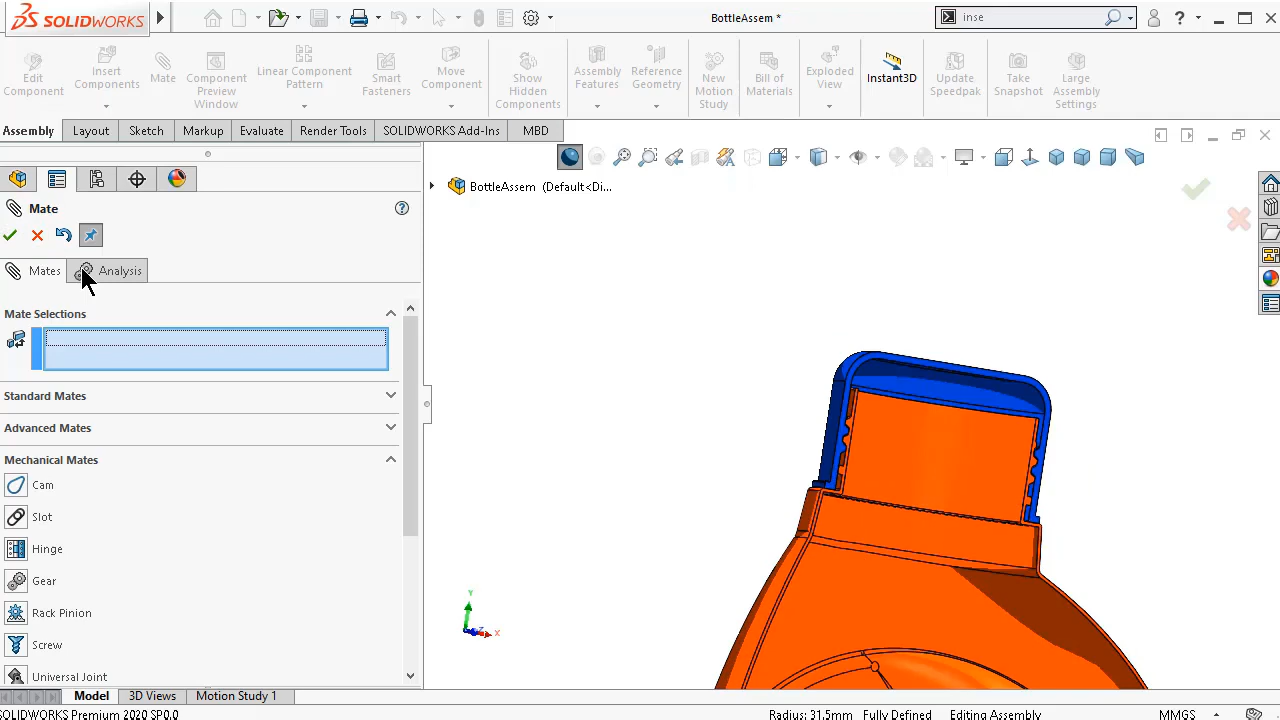 SOLIDWORKS
BottleAssem *
inse
Edit Component
Insert Components
Mate
Component Preview Window
Linear Component Pattern
Smart Fasteners
Move Component
Show Hidden Components
Assembly Features
Reference Geometry
New Motion Study
Bill of Materials
Exploded View
Instant3D
Update Speedpak
Take Snapshot
Large Assembly Settings
Assembly Layout Sketch Markup Evaluate Render Tools SOLIDWORKS Add-Ins MBD
BottleAssem (Default<Di...
Mate
Mates Analysis
Mate Selections
Standard Mates
Advanced Mates
Mechanical Mates
Cam
Slot
Hinge
Gear
Rack Pinion
Screw
Universal Joint
Y
Z
X
Model 3D Views Motion Study 1
SOLIDWORKS Premium 2020 SP0.0
Radius: 31.5mm Fully Defined Editing Assembly MMGS